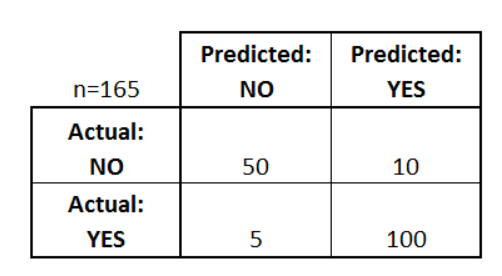 Predicted: Predicted:
n=165 NO YES
Actual:
NO 50 10
Actual:
YES 5 100